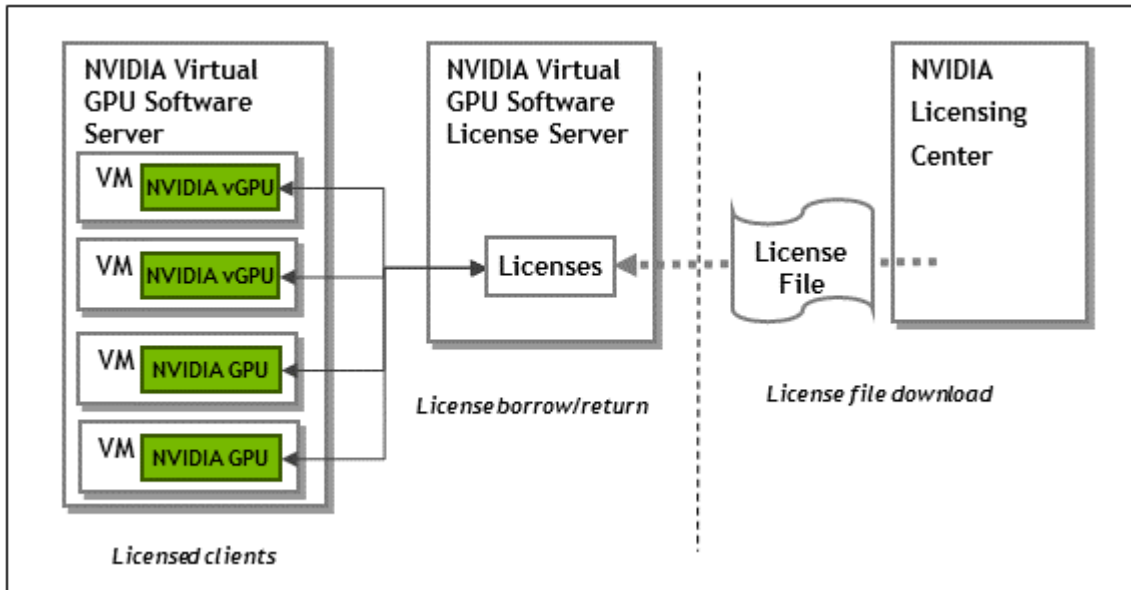 NVIDIA Virtual
GPU Software
Server
VM
NVIDIA vGPU
VM
NVIDIA vGPU
VM
NVIDIA GPU
VM
NVIDIA GPU
Licensed clients
NVIDIA Virtual
GPU Software
License Server
Licenses
License borrow/return
NVIDIA
Licensing
Center
License
File
License file download